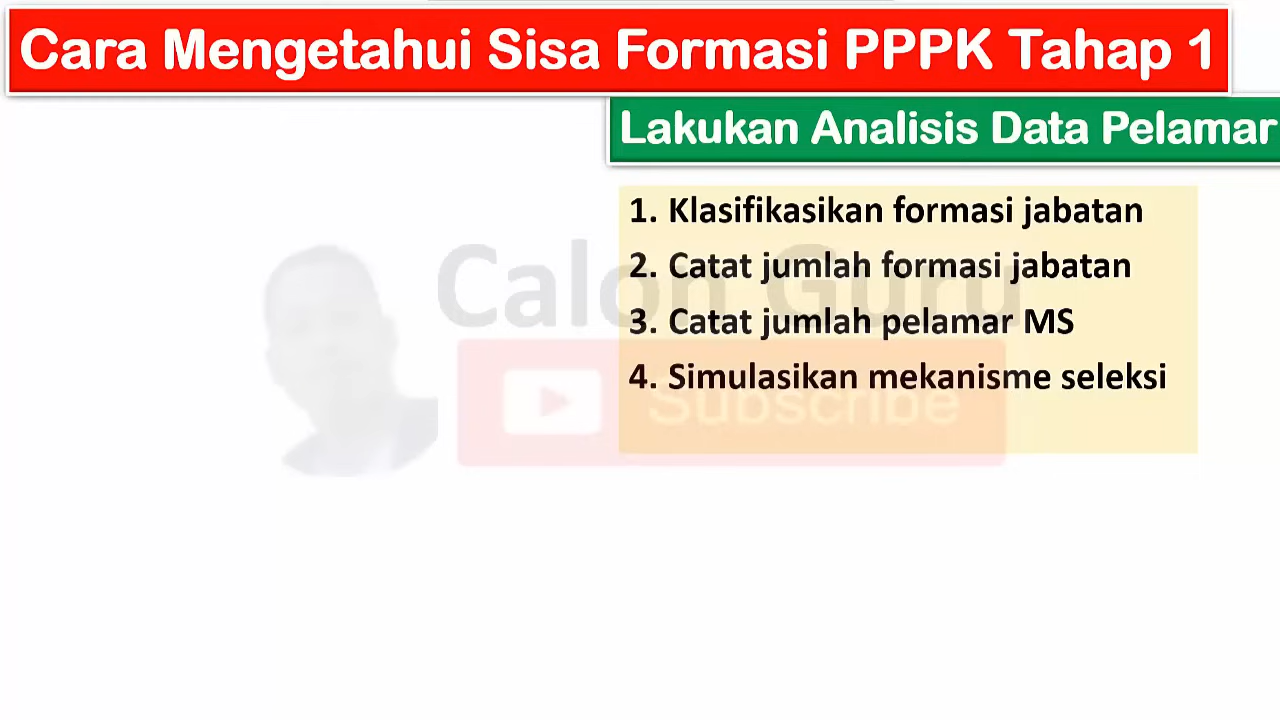 Cara Mengetahui Sisa Formasi PPPK Tahap 1
Lakukan Analisis Data Pelamar
1. Klasifikasikan formasi jabatan
2. Catat jumlah formasi jabatan
Calon Guru
3. Catat jumlah pelamar MS
4. Simulasikan mekanisme seleksi
Subscribe